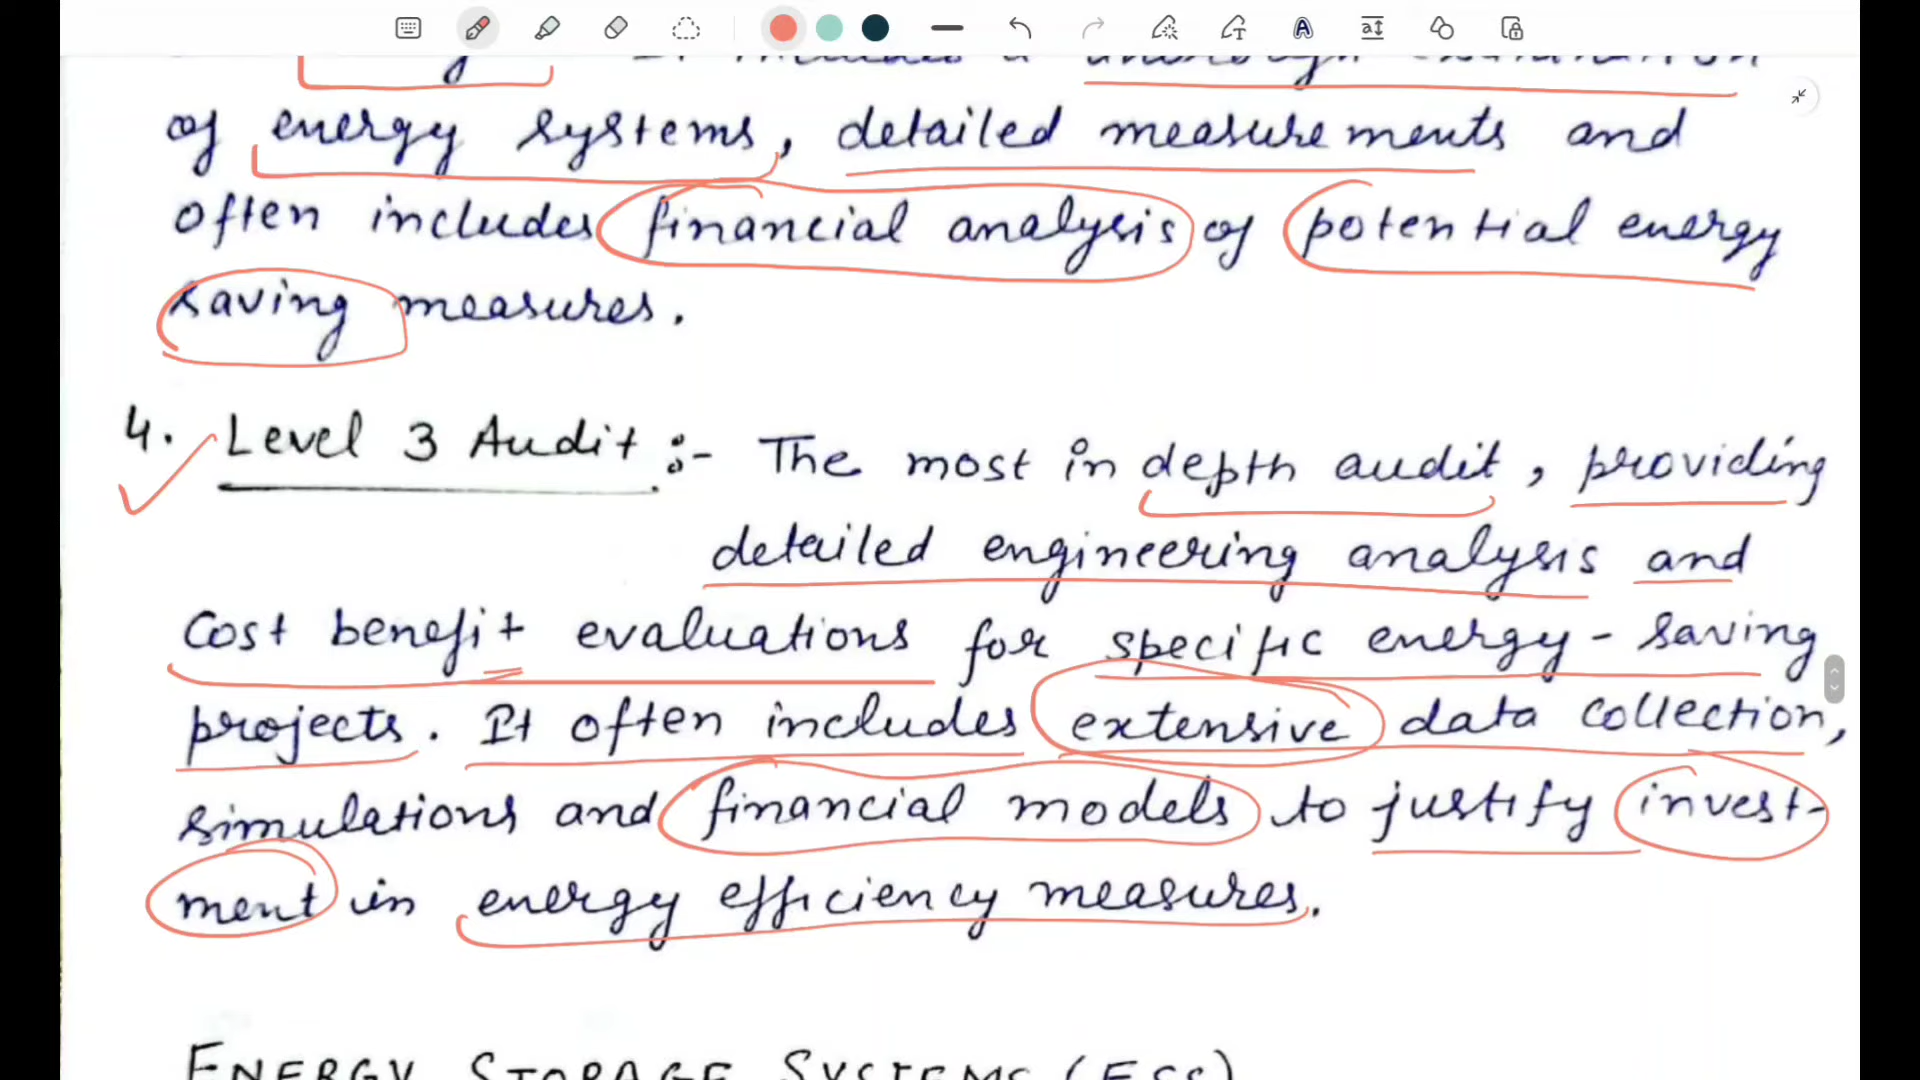 of energy systems, detailed measurements and
often includes financial analysis of potential energy
saving measures.
4. Level 3 Audit :- The most in depth audit, providing
detailed engineering analysis and
Cost benefit evaluations for specific energy-saving
projects. It often includes extensive data collection,
simulations and financial models to justify invest-
ment in energy efficiency measures.
ENERGY STORAGE SYSTEMS (ESS)